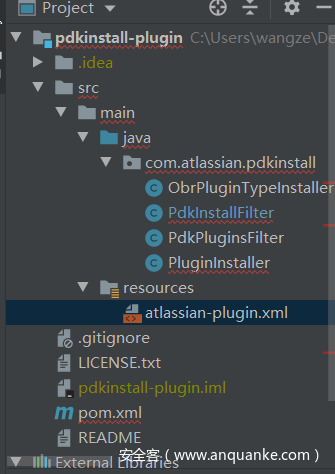 Project
pdkinstall-plugin C:\Users\wangze\De
.idea
src
main
java
com.atlassian.pdkinstall
ObrPluginTypeInstaller
PdkInstallFilter
PdkPluginsFilter
PluginInstaller
resources
atlassian-plugin.xml
.gitignore
LICENSE.txt
pdkinstall-plugin.iml
pom.xml
README
External Libraries
安全客（www.anquanke.com）